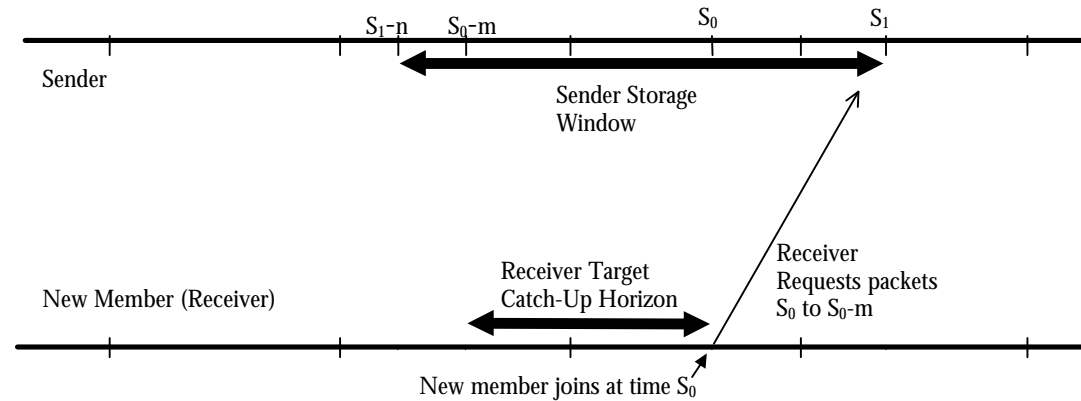 S₁-n S₀-m S₀ S₁
Sender
Sender Storage
Window
Receiver Target
Catch-Up Horizon
Receiver
Requests packets
S₀ to S₀-m
New Member (Receiver)
New member joins at time S₀